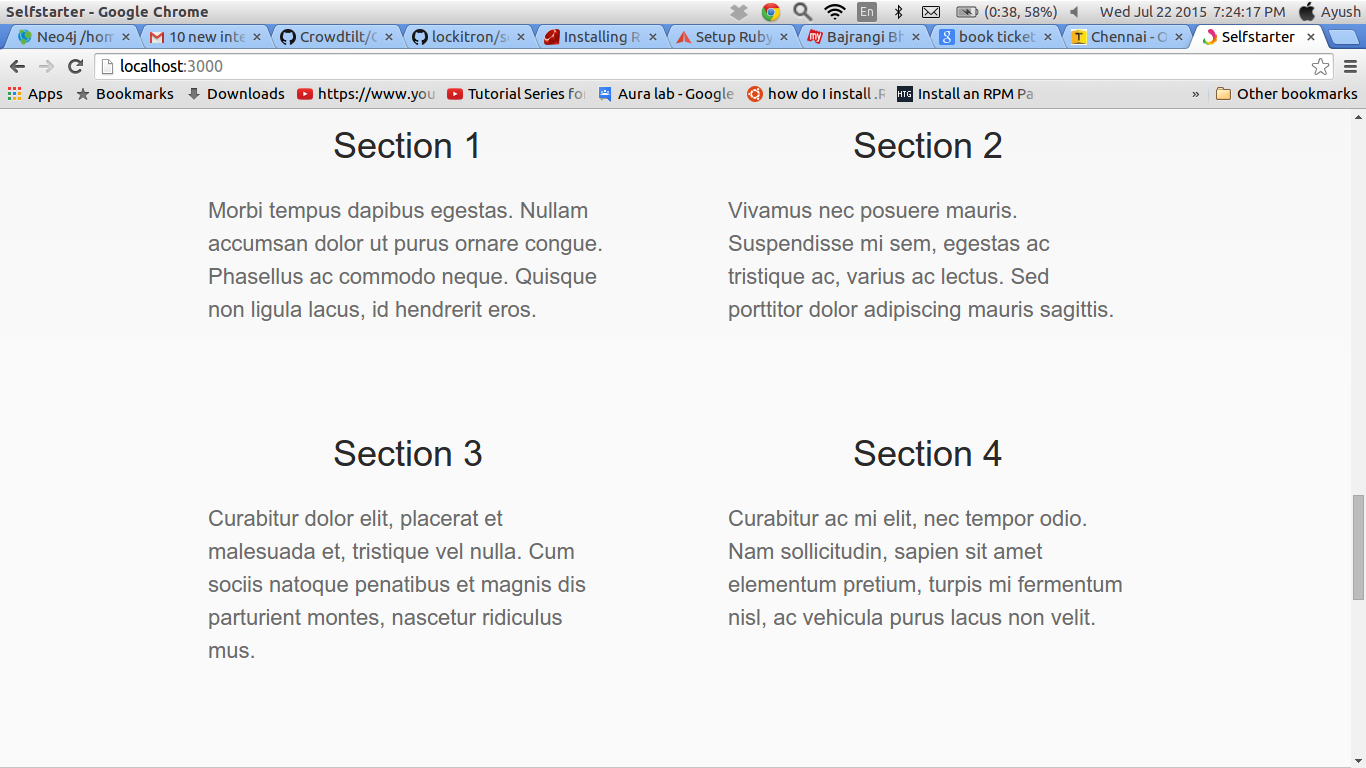 Selfstarter - Google Chrome
En
(0:38, 58%)
Wed Jul 22 2015 7:24:17 PM
Ayush
Neo4j /hom
10 new inte
Crowdtilt/C
lockitron/se
Installing R
Setup Ruby
my
Bajrangi Bh
book ticket
T
Chennai - O
Selfstarter
localhost:3000
Apps
Bookmarks
Downloads
https://www.you
Tutorial Series fo
Aura lab - Google
how do I install .R
HTG
Install an RPM Pa
»
Other bookmarks
Section 1
Morbi tempus dapibus egestas. Nullam
accumsan dolor ut purus ornare congue.
Phasellus ac commodo neque. Quisque
non ligula lacus, id hendrerit eros.
Section 2
Vivamus nec posuere mauris.
Suspendisse mi sem, egestas ac
tristique ac, varius ac lectus. Sed
porttitor dolor adipiscing mauris sagittis.
Section 3
Curabitur dolor elit, placerat et
malesuada et, tristique vel nulla. Cum
sociis natoque penatibus et magnis dis
parturient montes, nascetur ridiculus
mus.
Section 4
Curabitur ac mi elit, nec tempor odio.
Nam sollicitudin, sapien sit amet
elementum pretium, turpis mi fermentum
nisl, ac vehicula purus lacus non velit.